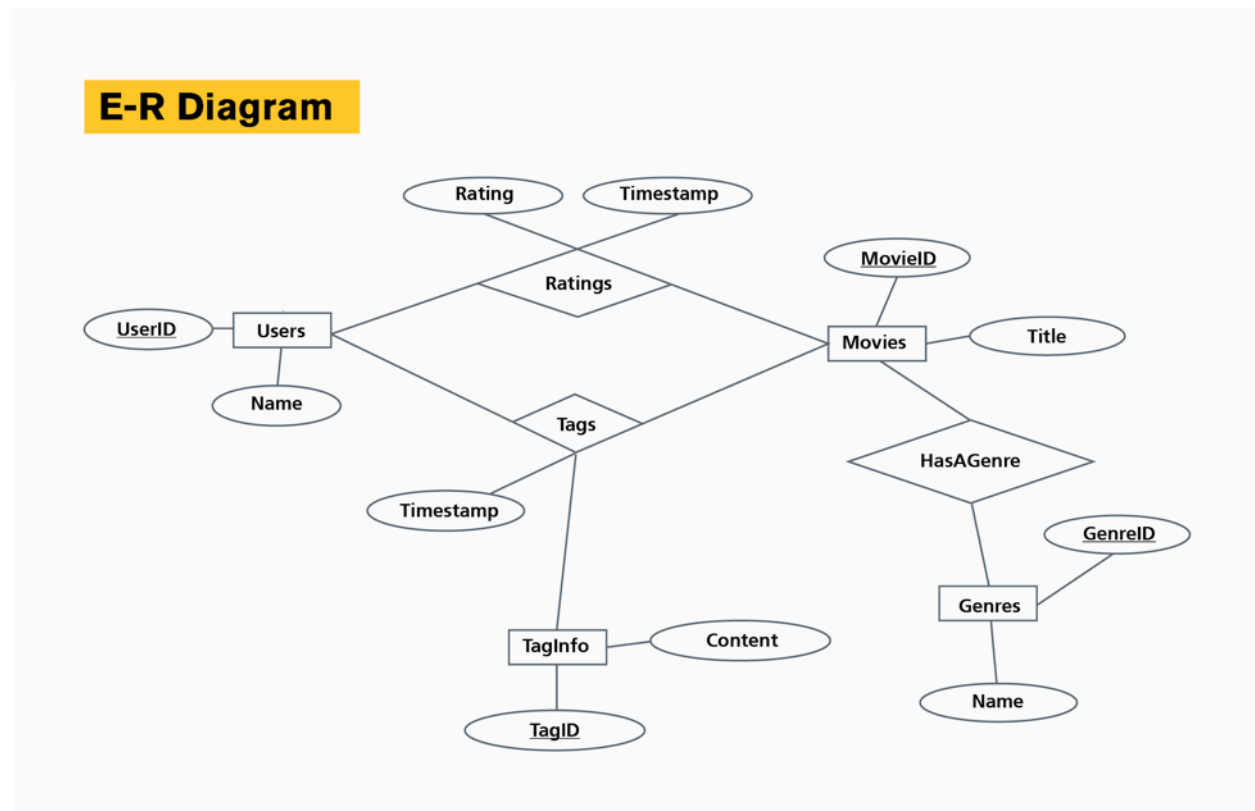 E-R Diagram
Rating
Timestamp
MovieID
Ratings
UserID
Users
Movies
Title
Name
Tags
HasAGenre
Timestamp
GenreID
Genres
TagInfo
Content
Name
TagID